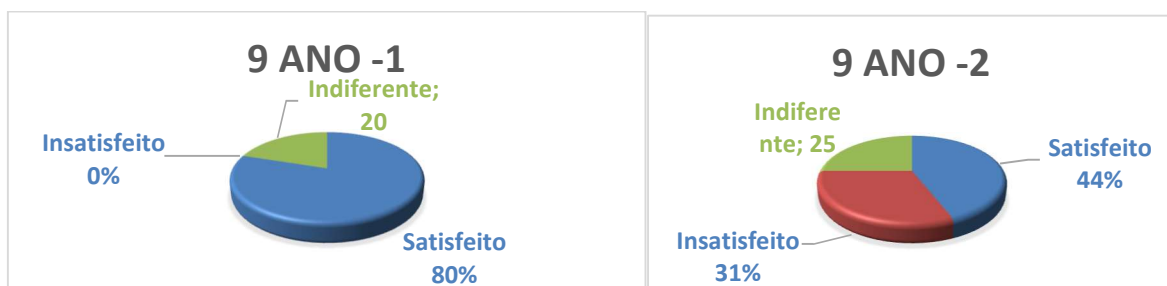 9 ANO -1
Indiferente;
20
Insatisfeito
0%
Satisfeito
80%
9 ANO -2
Indifere
nte; 25
Satisfeito
44%
Insatisfeito
31%